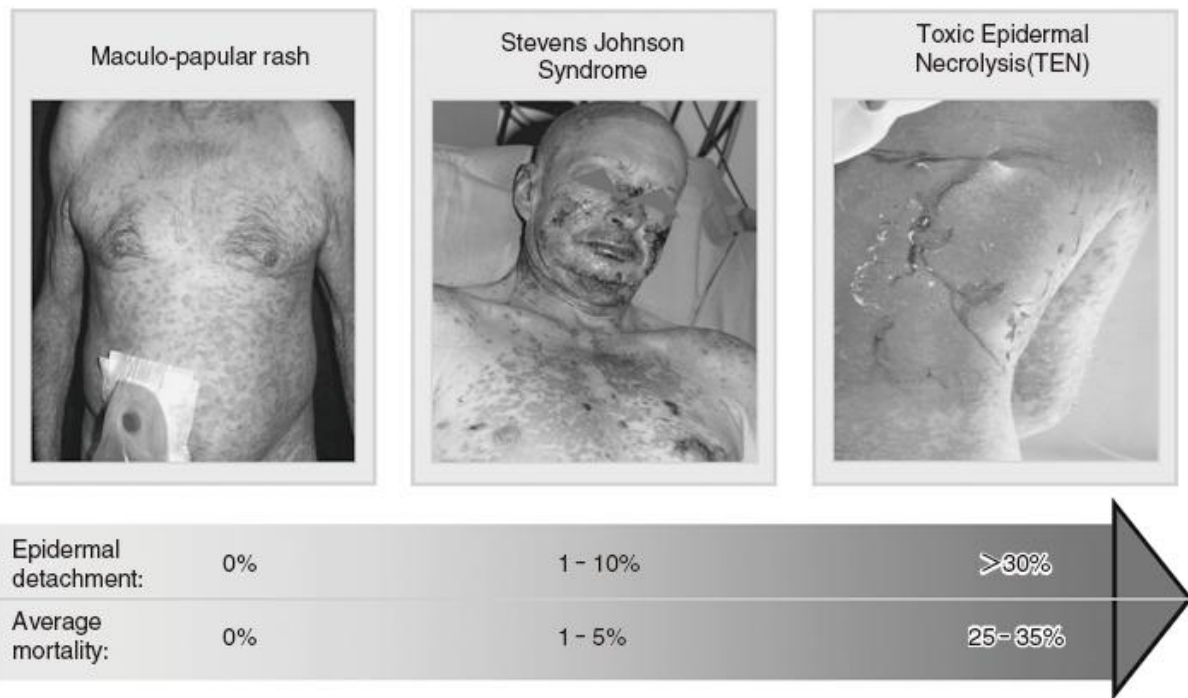 Maculo-papular rash
Stevens Johnson
Syndrome
Toxic Epidermal
Necrolysis(TEN)
Epidermal
detachment:
0%
1 - 10%
>30%
Average
mortality:
0%
1 - 5%
25-35%